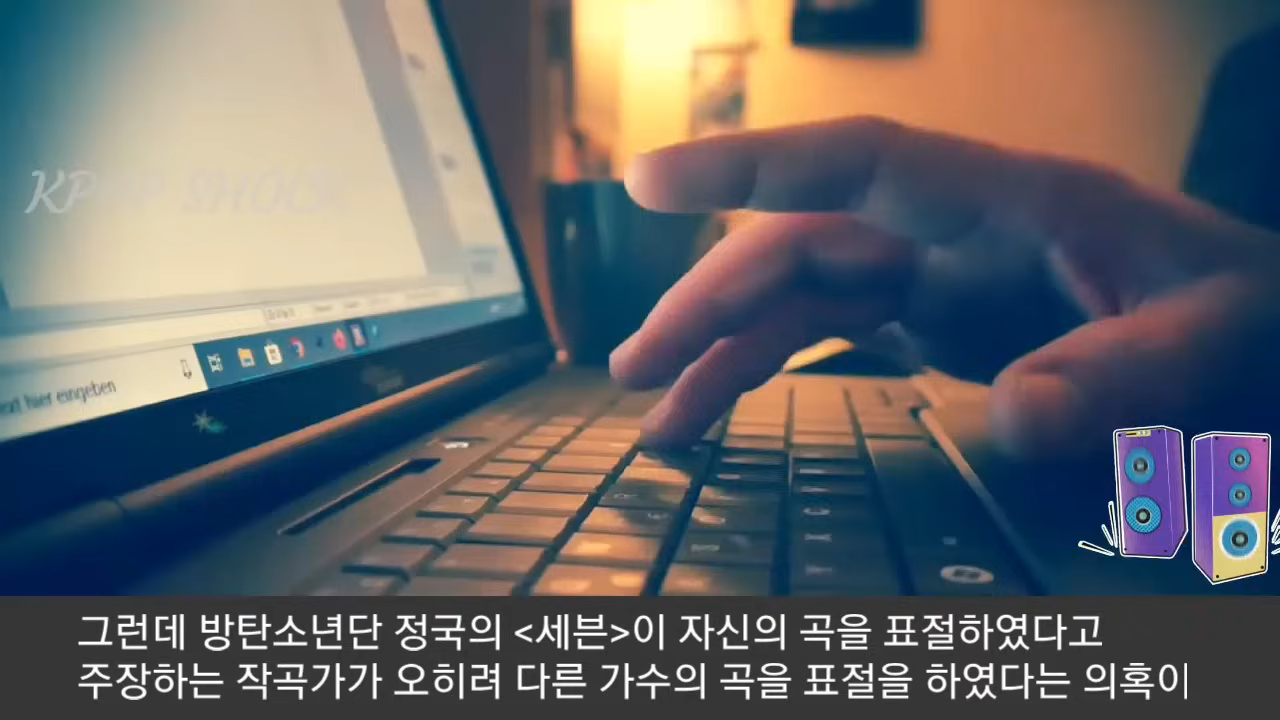 hier eingeben
그런데 방탄소년단 정국의 <세븐>이 자신의 곡을 표절하였다고
주장하는 작곡가가 오히려 다른 가수의 곡을 표절을 하였다는 의혹이